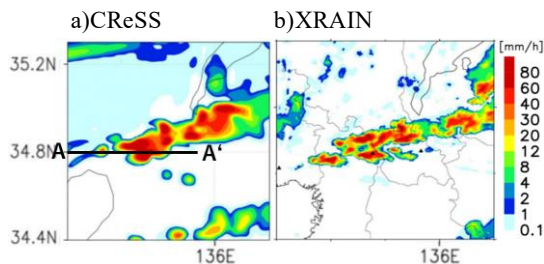 a)CReSS
b)XRAIN
[mm/h]
35.2N
34.8N
34.4N
A
A‘
136E
136E
80
60
40
30
20
12
8
4
2
1
0.1